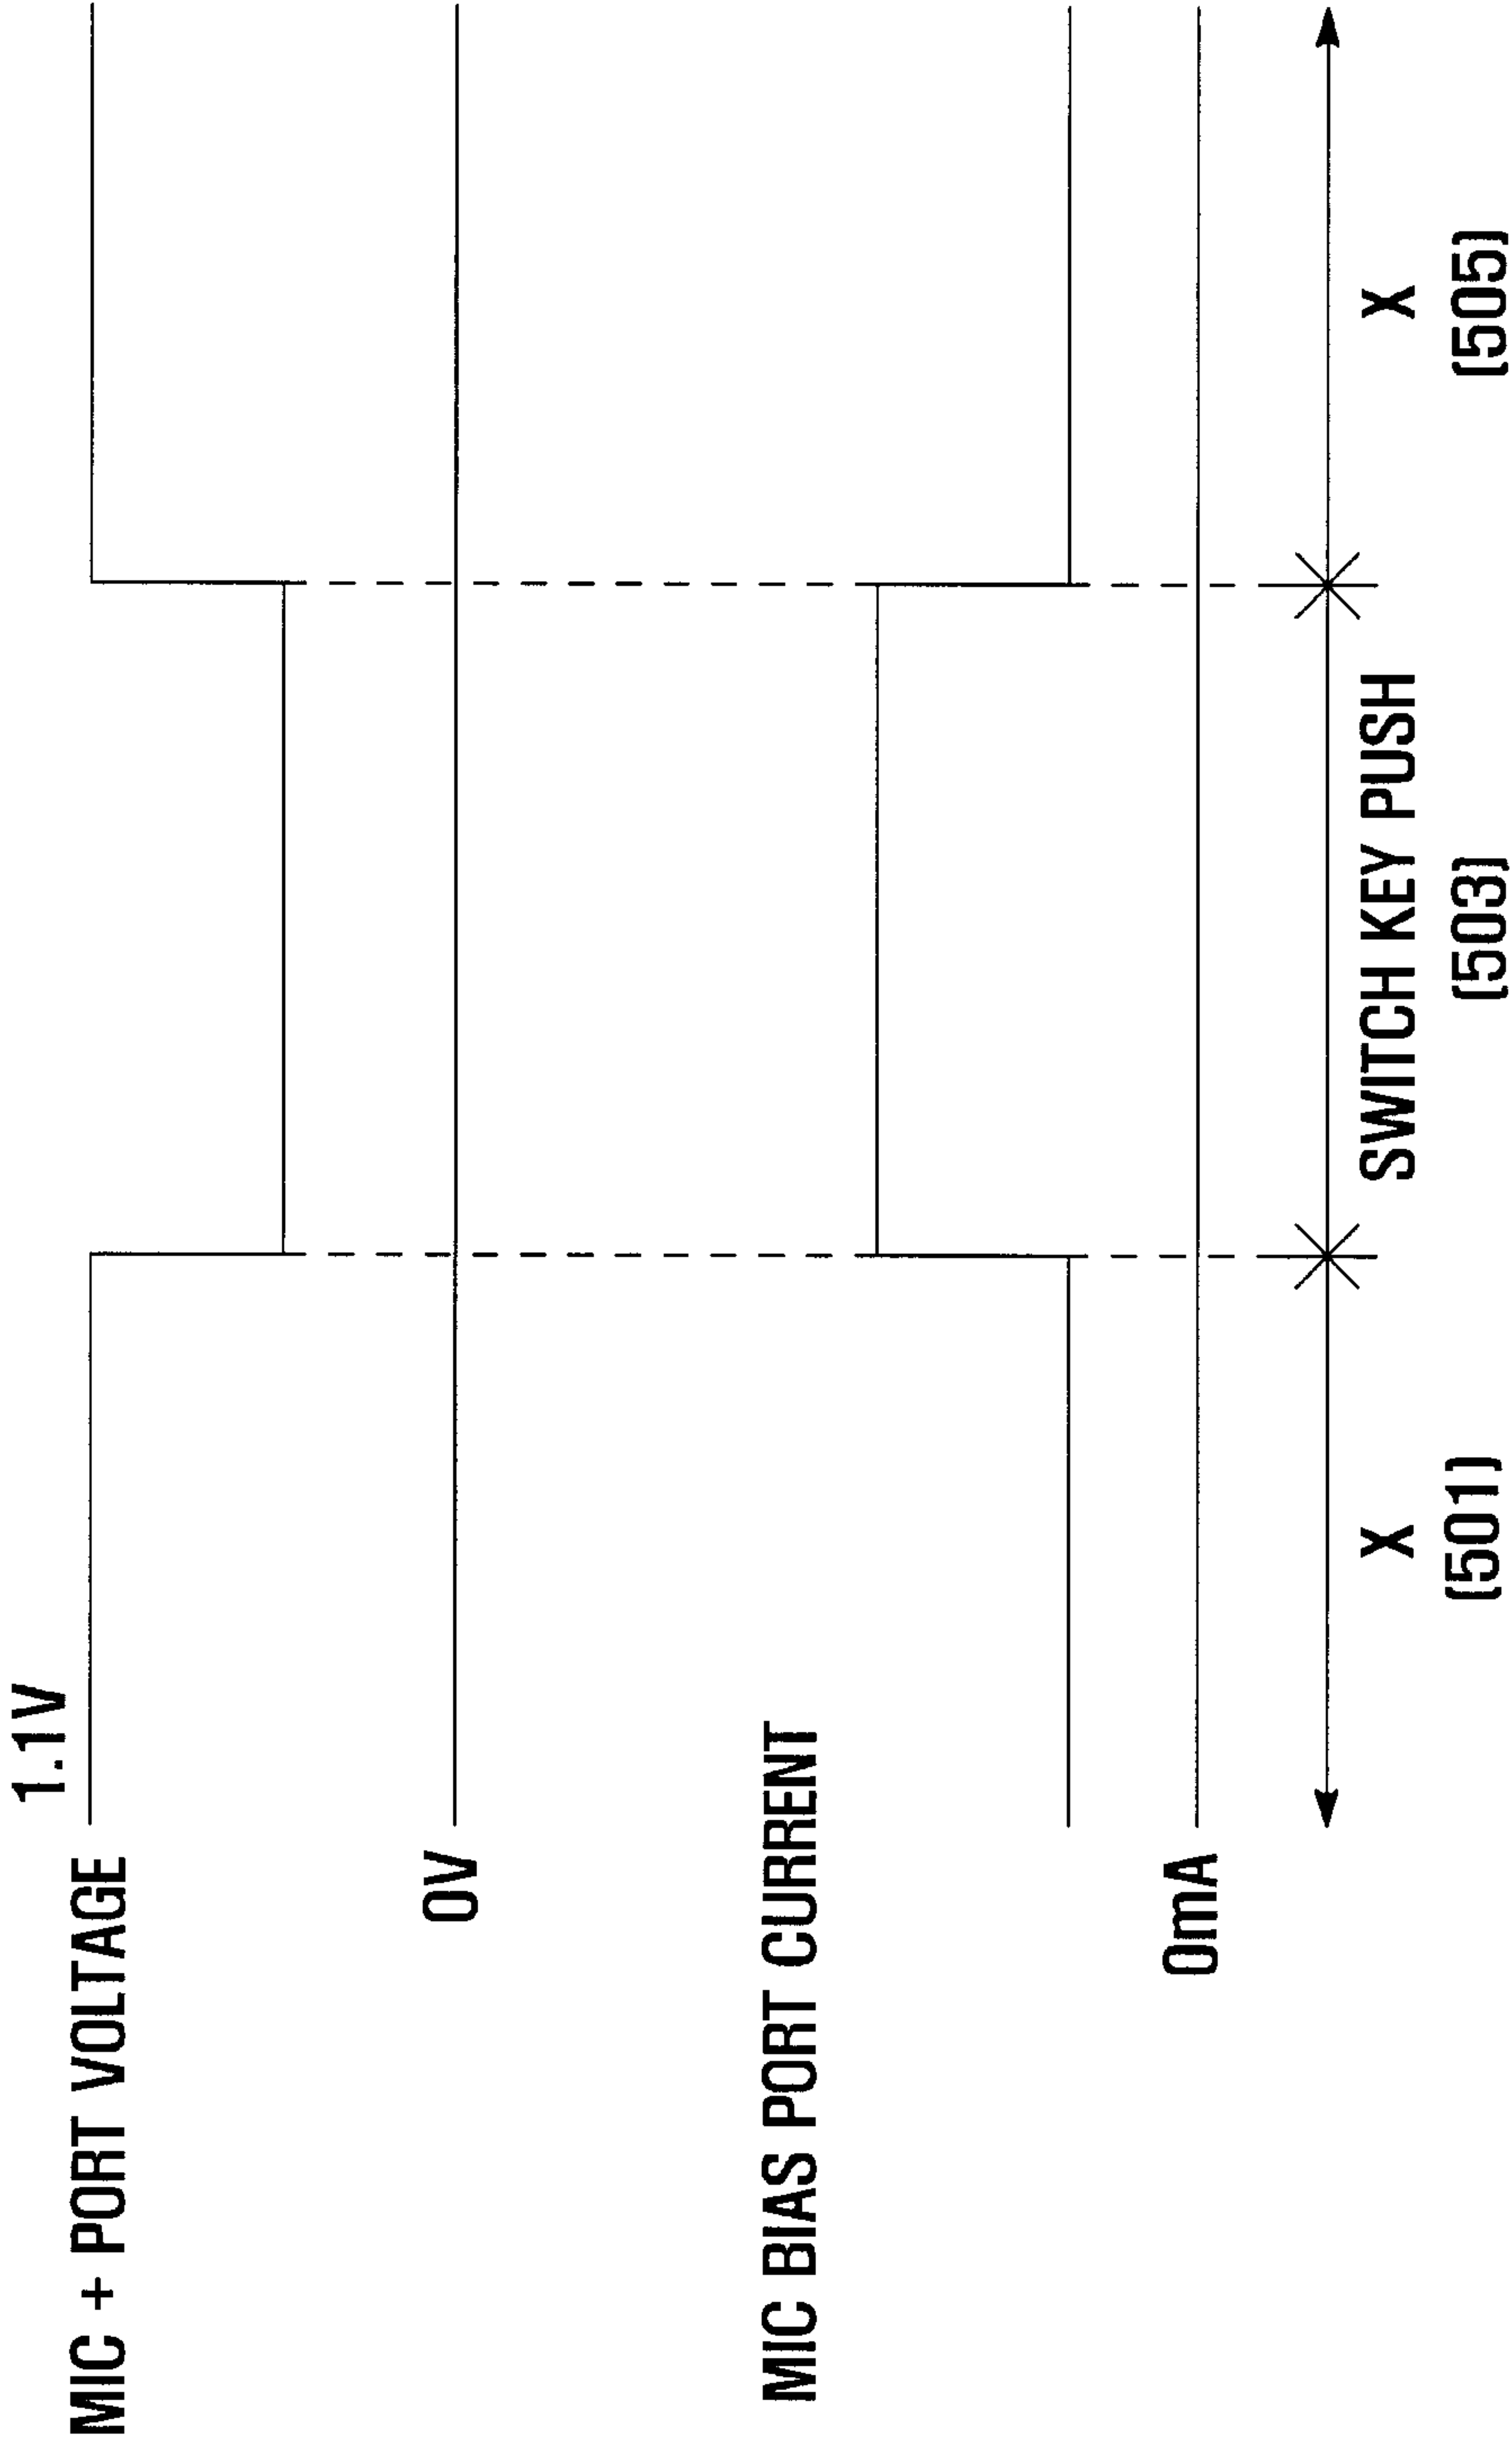 1.1V
MIC + PORT VOLTAGE
0V
MIC BIAS PORT CURRENT
0mA
X
SWITCH KEY PUSH
X
(501)
(503)
(505)